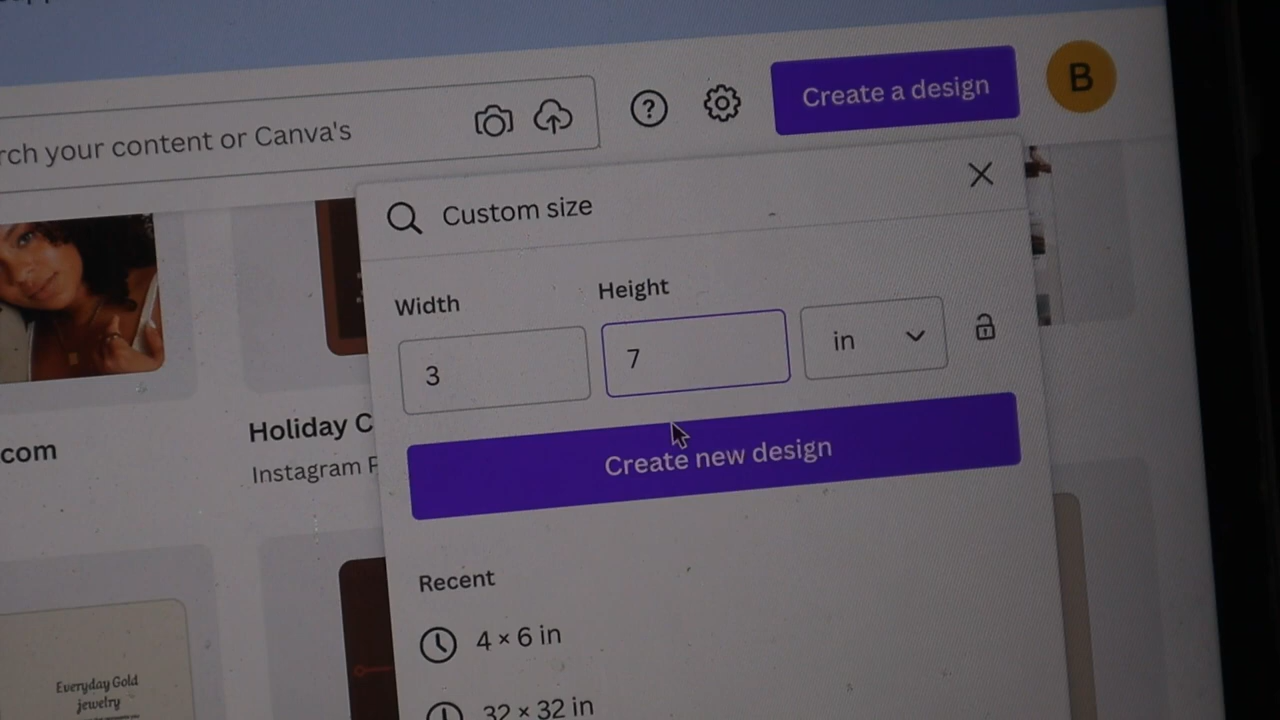 Create a design
B
rch your content or Canva's
Custom size
Width
Height
3
7
in
Create new design
com
Holiday C
Instagram
Recent
4 × 6 in
32 × 32 in
Everyday Gold
jewelry